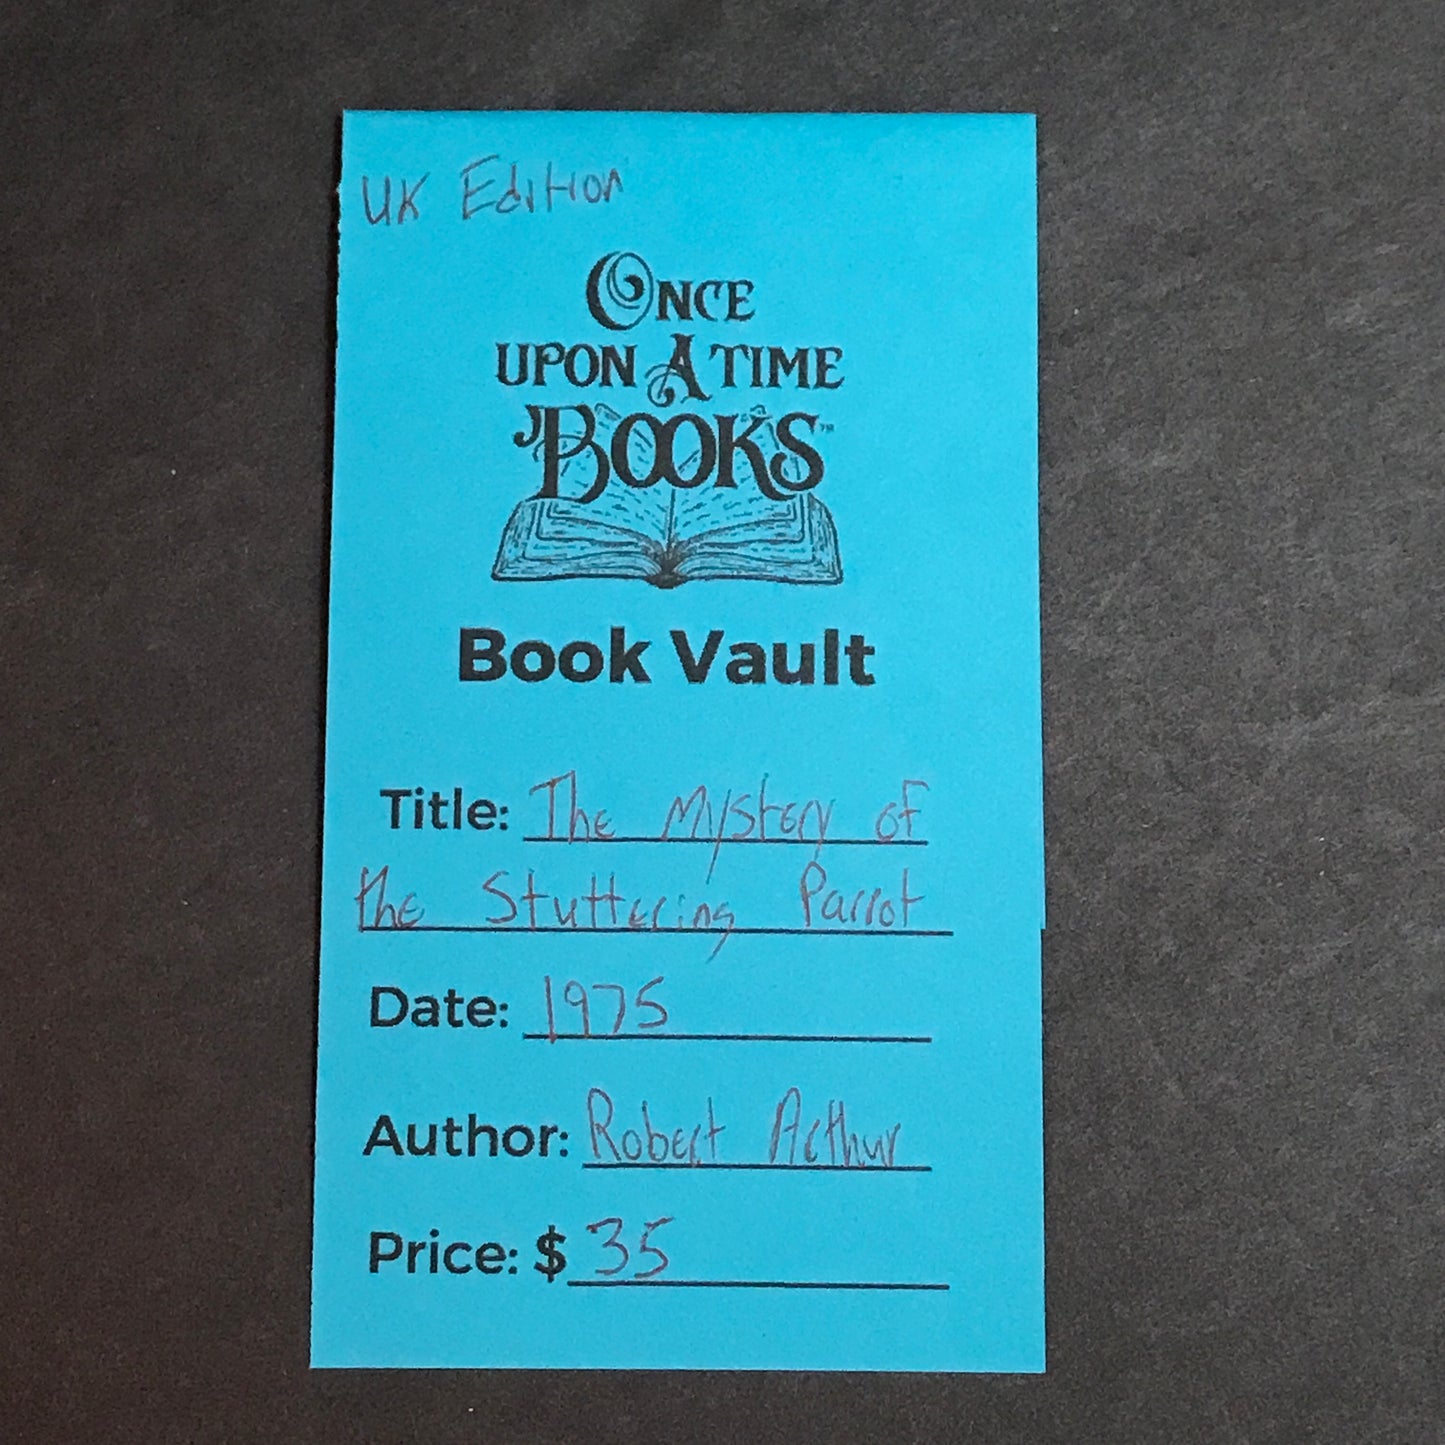 UK Edition
ONCE
UPON A TIME
BOOKS™
Book Vault
Title: The Mystery of
the Stuttering Parrot
Date: 1975
Author: Robert Arthur
Price: $ 35